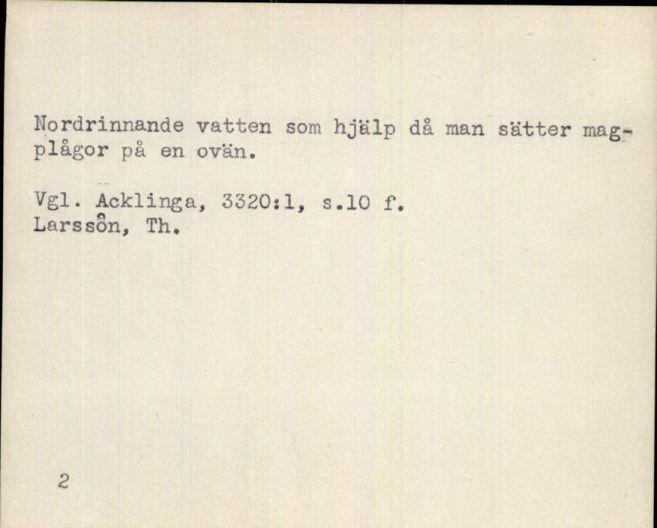 Nordrinnande vatten som hjälp då man sätter mag-
plågor på en ovän.
Vgl. Acklinga, 3320:1, s.10 f.
Larsson, Th.
2